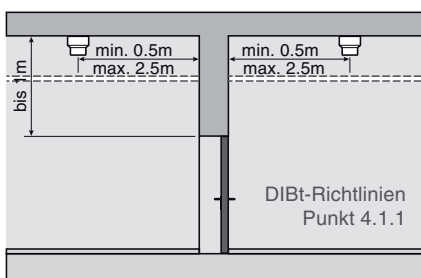 min. 0.5m
max. 2.5m
min. 0.5m
max. 2.5m
bis 1m
DIBt-Richtlinien
Punkt 4.1.1